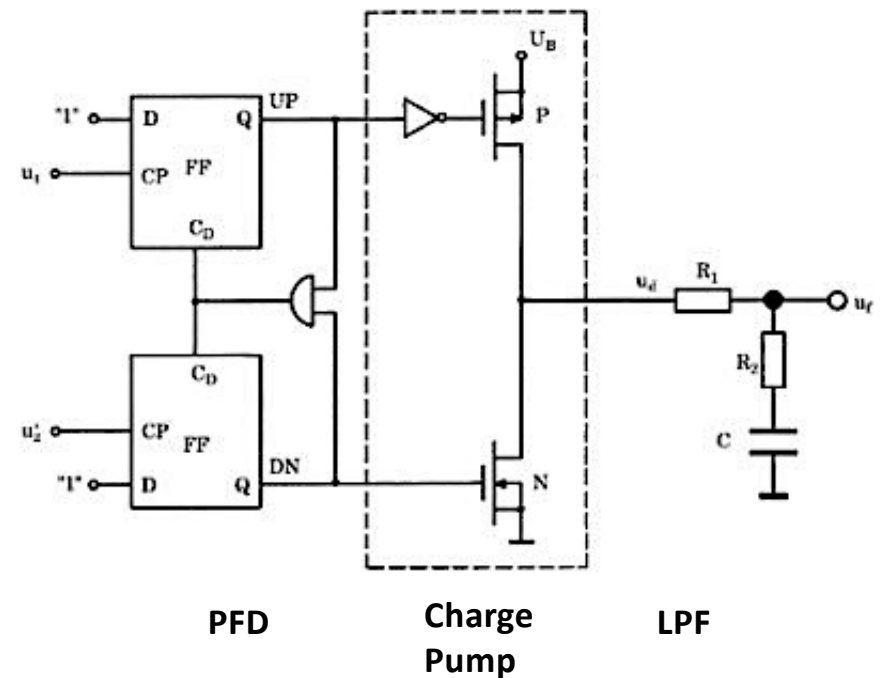 U_B
"1"
D
Q
UP
P
u_1
CP
FF
C_D
u_d
R_1
u_f
C_D
R_2
u_2'
CP
FF
C
"1"
D
Q
DN
N
PFD
Charge
Pump
LPF